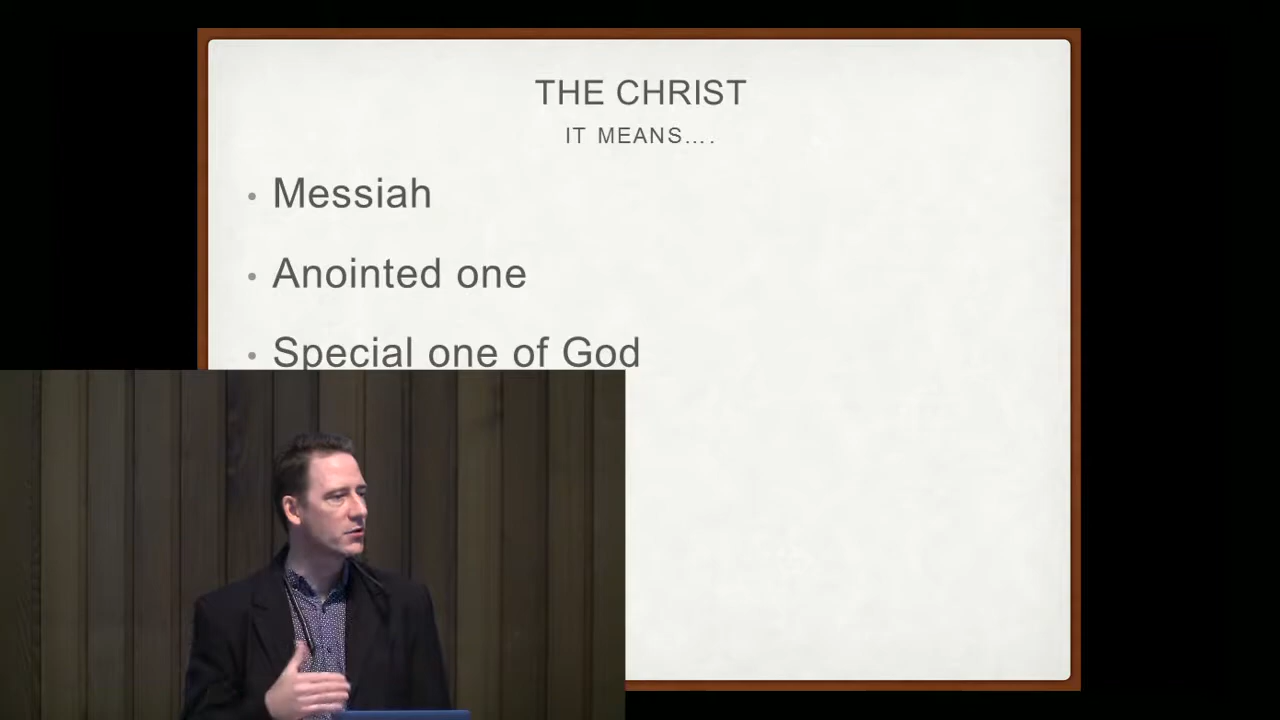 THE CHRIST
IT MEANS….
• Messiah
• Anointed one
• Special one of God